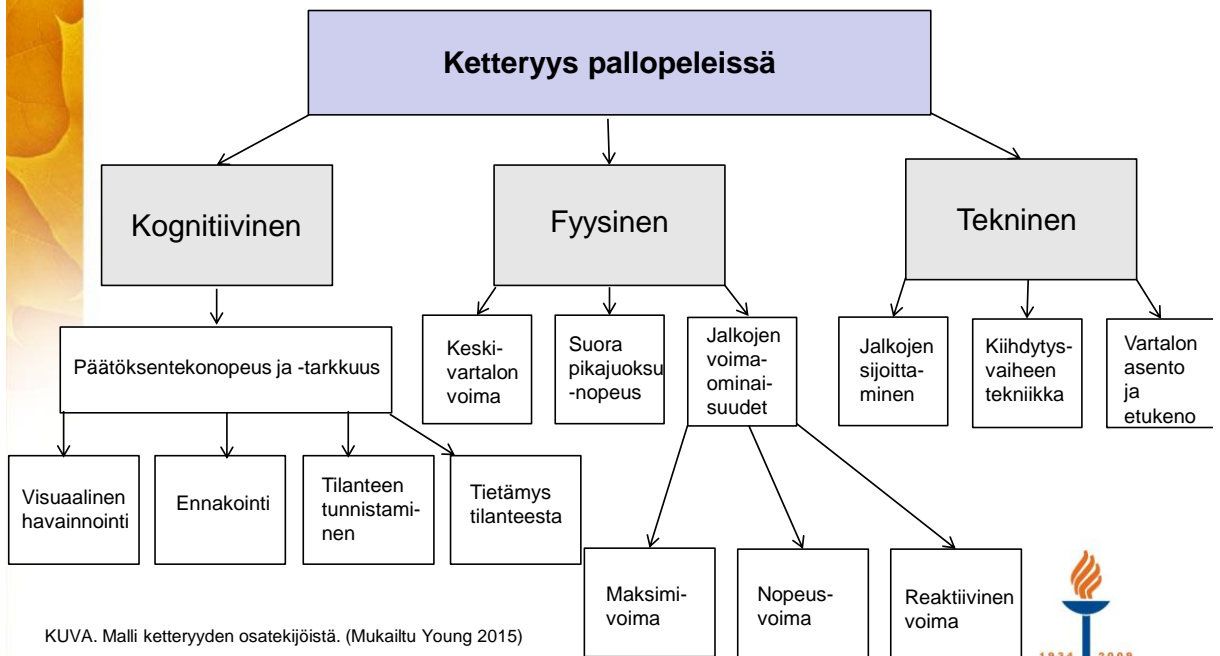 Ketteryys pallopeleissä
Kognitiivinen
Fyysinen
Tekninen
Päätöksentekonopeus ja -tarkkuus
Keski-
vartalon
voima
Suora
pikajuoksu
-nopeus
Jalkojen
voima-
ominai-
suudet
Jalkojen
sijoitta-
minen
Kiihdytys-
vaiheen
tekniikka
Vartalon
asento
ja
etukeno
Visuaalinen
havainnointi
Ennakointi
Tilanteen
tunnistami-
nen
Tietämys
tilanteesta
Maksimi-
voima
Nopeus-
voima
Reaktiivinen
voima
KUVA. Malli ketteryyden osatekijöistä. (Mukailtu Young 2015)
1934 2009